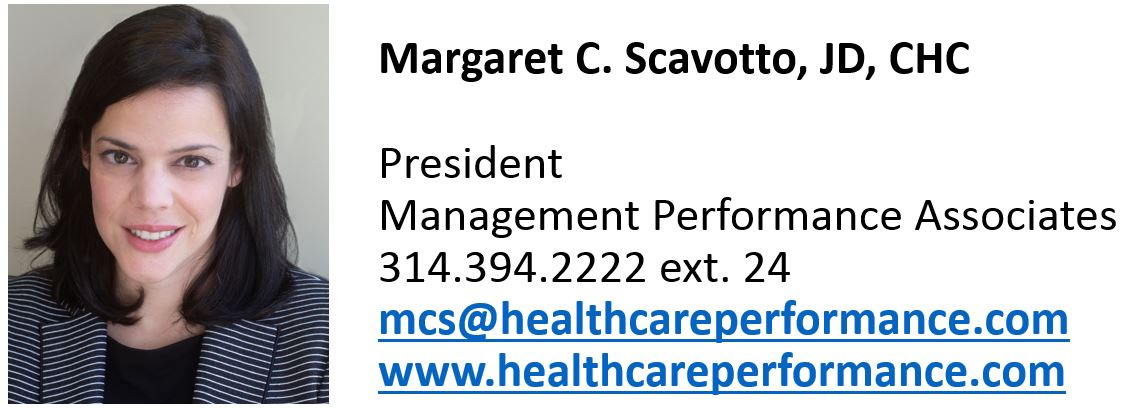 Margaret C. Scavotto, JD, CHC
President
Management Performance Associates
314.394.2222 ext. 24
mcs@healthcareperformance.com
www.healthcareperformance.com